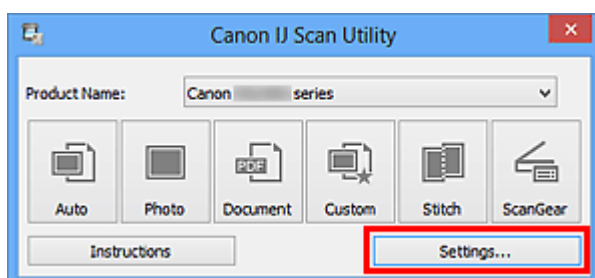 Canon IJ Scan Utility
Product Name: Canon series
PDF
Auto Photo Document Custom Stitch ScanGear
Instructions Settings...